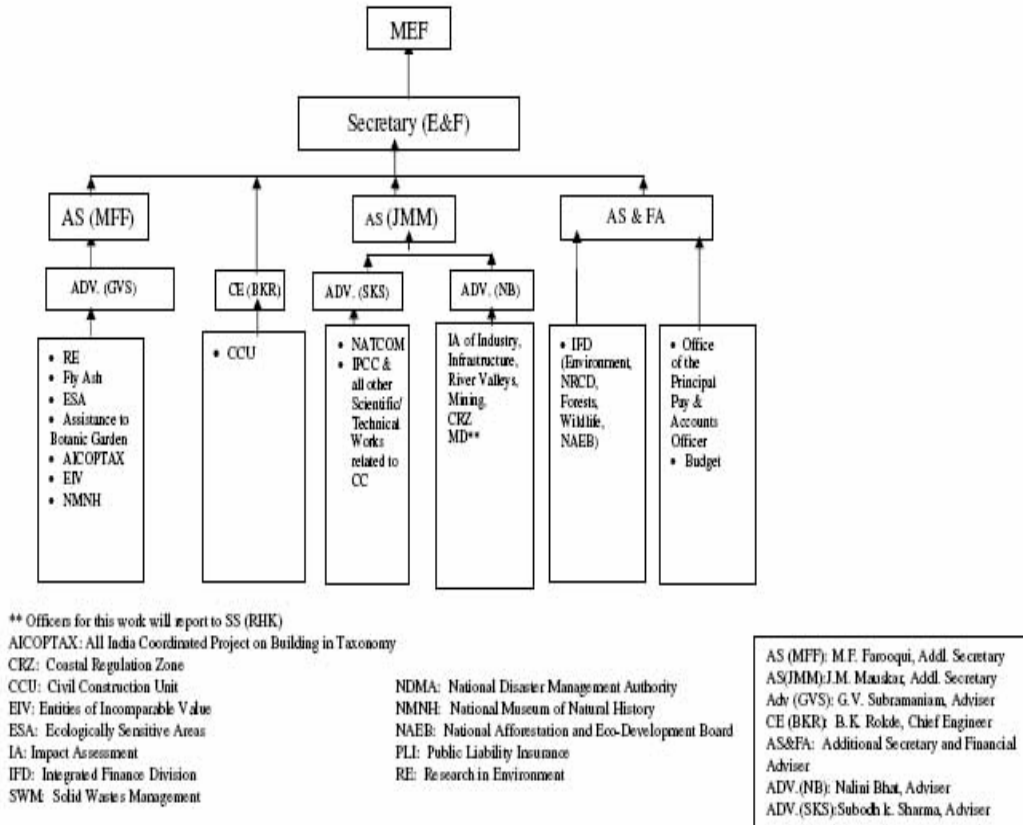 MEF
Secretary (E&F)
AS (MFF)
AS (JMM)
AS & FA
ADV. (GVS)
CE (BKR)
ADV. (SKS)
ADV. (NB)
• RE
• Fly Ash
• ESA
• Assistance to
Botanic Garden
• AICOPTAX
• EIV
• NMNH
• CCU
• NATCOM
• IPCC &
all other
Scientific/
Technical
Works
related to
CC
IA of Industry,
Infrastructure,
River Valleys,
Mining,
CRZ
MD**
• IFD
(Environment,
NRCD,
Forests,
Wildlife,
NAEB)
• Office
of the
Principal
Pay &
Accounts
Officer
• Budget
** Officers for this work will report to SS (RHK)
AICOPTAX: All India Coordinated Project on Building in Taxonomy
CRZ: Coastal Regulation Zone
CCU: Civil Construction Unit
EIV: Entities of Incomparable Value
ESA: Ecologically Sensitive Areas
IA: Impact Assessment
IFD: Integrated Finance Division
SWM: Solid Wastes Management
NDMA: National Disaster Management Authority
NMNH: National Museum of Natural History
NAEB: National Afforestation and Eco-Development Board
PLI: Public Liability Insurance
RE: Research in Environment
AS (MFF): M.F. Farooqui, Addl. Secretary
AS(JMM):J.M. Mauskar, Addl. Secretary
Adv (GVS): G.V. Subramaniam, Adviser
CE (BKR): B.K. Rokde, Chief Engineer
AS&FA: Additional Secretary and Financial
Adviser
ADV.(NB): Nalini Bhat, Adviser
ADV.(SKS):Subodh k. Sharma, Adviser